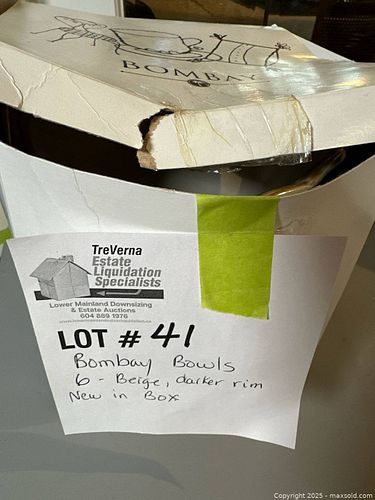 BOMBAY
TreVerna
Estate
Liquidation
Specialists
Lower Mainland Downsizing
& Estate Auctions
604 889 1976
LOT # 41
Bombay Bowls
6 - Beige, darker rim
New in Box
Copyright 2025 - maxsold.com